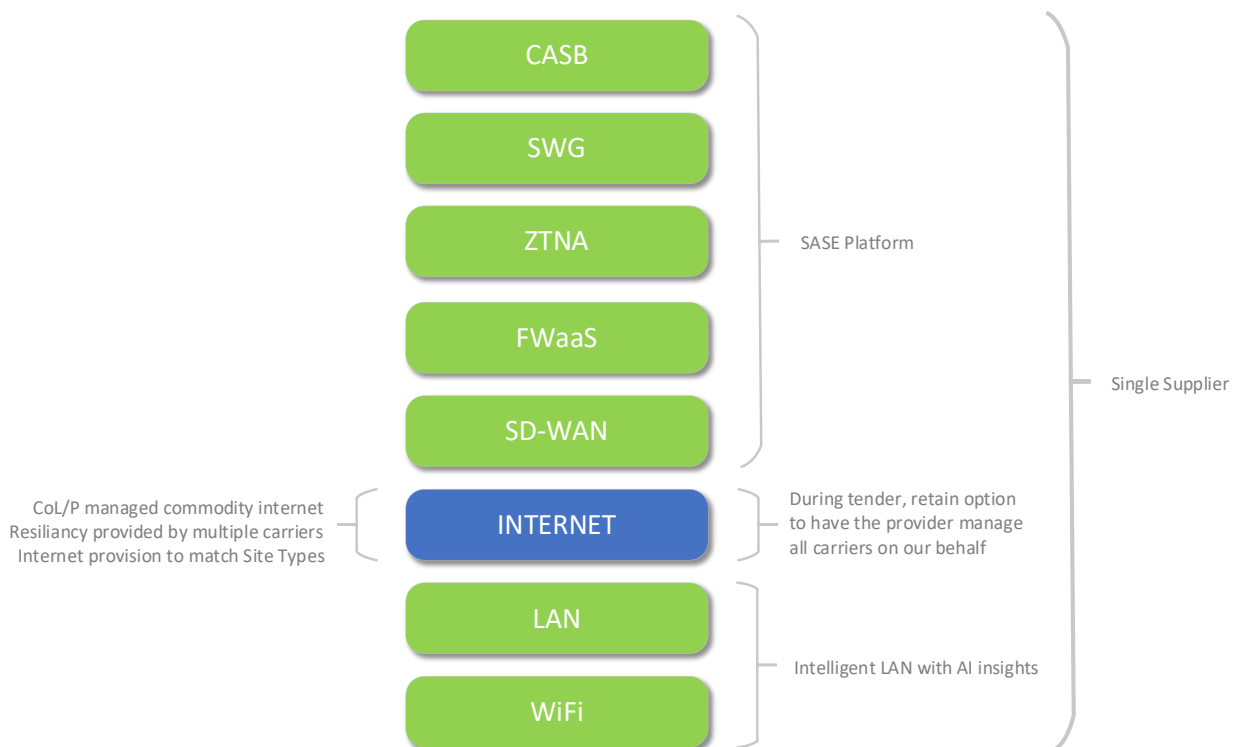 CASB
SWG
ZTNA
SASE Platform
FWaaS
Single Supplier
SD-WAN
CoL/P managed commodity internet
Resiliancy provided by multiple carriers
Internet provision to match Site Types
INTERNET
During tender, retain option
to have the provider manage
all carriers on our behalf
LAN
Intelligent LAN with AI insights
WiFi